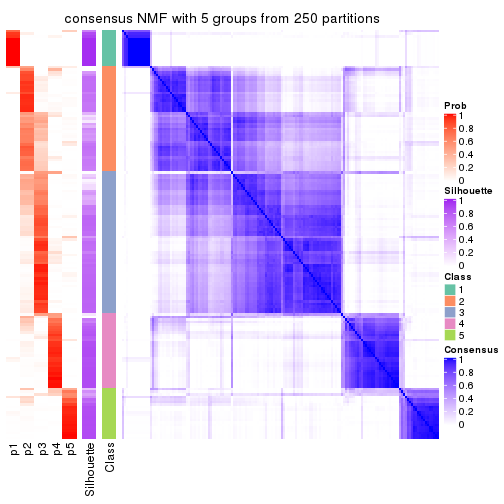 consensus NMF with 5 groups from 250 partitions
Prob
1
0.8
0.6
0.4
0.2
0
Silhouette
1
0.8
0.6
0.4
0.2
0
Class
1
2
3
4
5
Consensus
1
0.8
0.6
0.4
0.2
0
p1
p2
p3
p4
p5
Silhouette
Class